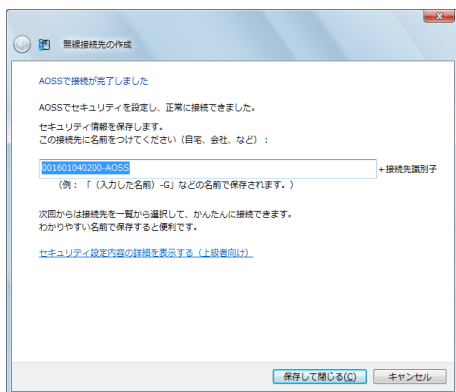 無線接続先の作成
AOSSで接続が完了しました
AOSSでセキュリティを設定し、正常に接続できました。
セキュリティ情報を保存します。
この接続先に名前をつけてください（自宅、会社、など）：
001601040200-AOSS +接続先識別子
（例：「（入力した名前）-G」などの名前で保存されます。）
次回からは接続先を一覧から選択して、かんたんに接続できます。
わかりやすい名前で保存すると便利です。
セキュリティ設定内容の詳細を表示する（上級者向け）
保存して閉じる(C) キャンセル